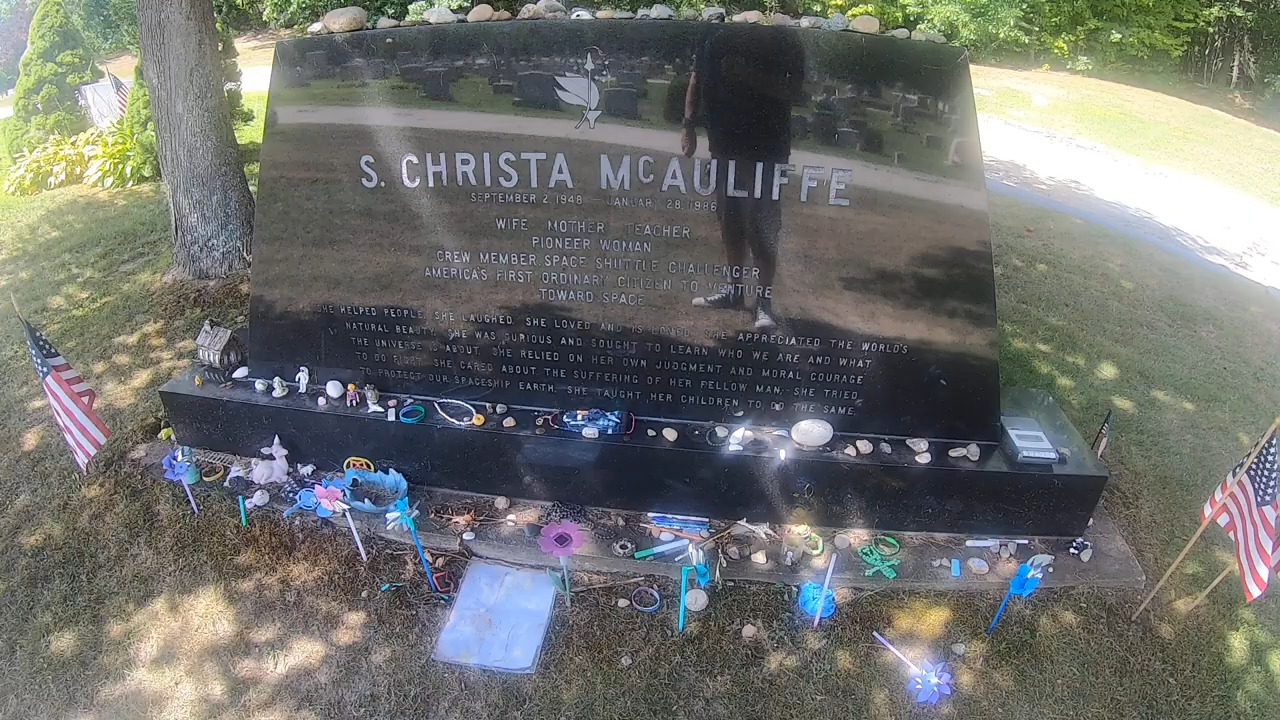 S. CHRISTA McAULIFFE
SEPTEMBER 2, 1948 — JANUARY 28, 1986
WIFE MOTHER TEACHER
PIONEER WOMAN
CREW MEMBER, SPACE SHUTTLE CHALLENGER
AMERICA'S FIRST ORDINARY CITIZEN TO VENTURE
TOWARD SPACE
SHE HELPED PEOPLE. SHE LAUGHED. SHE LOVED AND IS LOVED. SHE APPRECIATED THE WORLD'S
NATURAL BEAUTY. SHE WAS CURIOUS AND SOUGHT TO LEARN WHO WE ARE AND WHAT
THE UNIVERSE IS ABOUT. SHE RELIED ON HER OWN JUDGMENT AND MORAL COURAGE
TO DO RIGHT. SHE CARED ABOUT THE SUFFERING OF HER FELLOW MAN. SHE TRIED
TO PROTECT OUR SPACESHIP EARTH. SHE TAUGHT HER CHILDREN TO DO THE SAME.